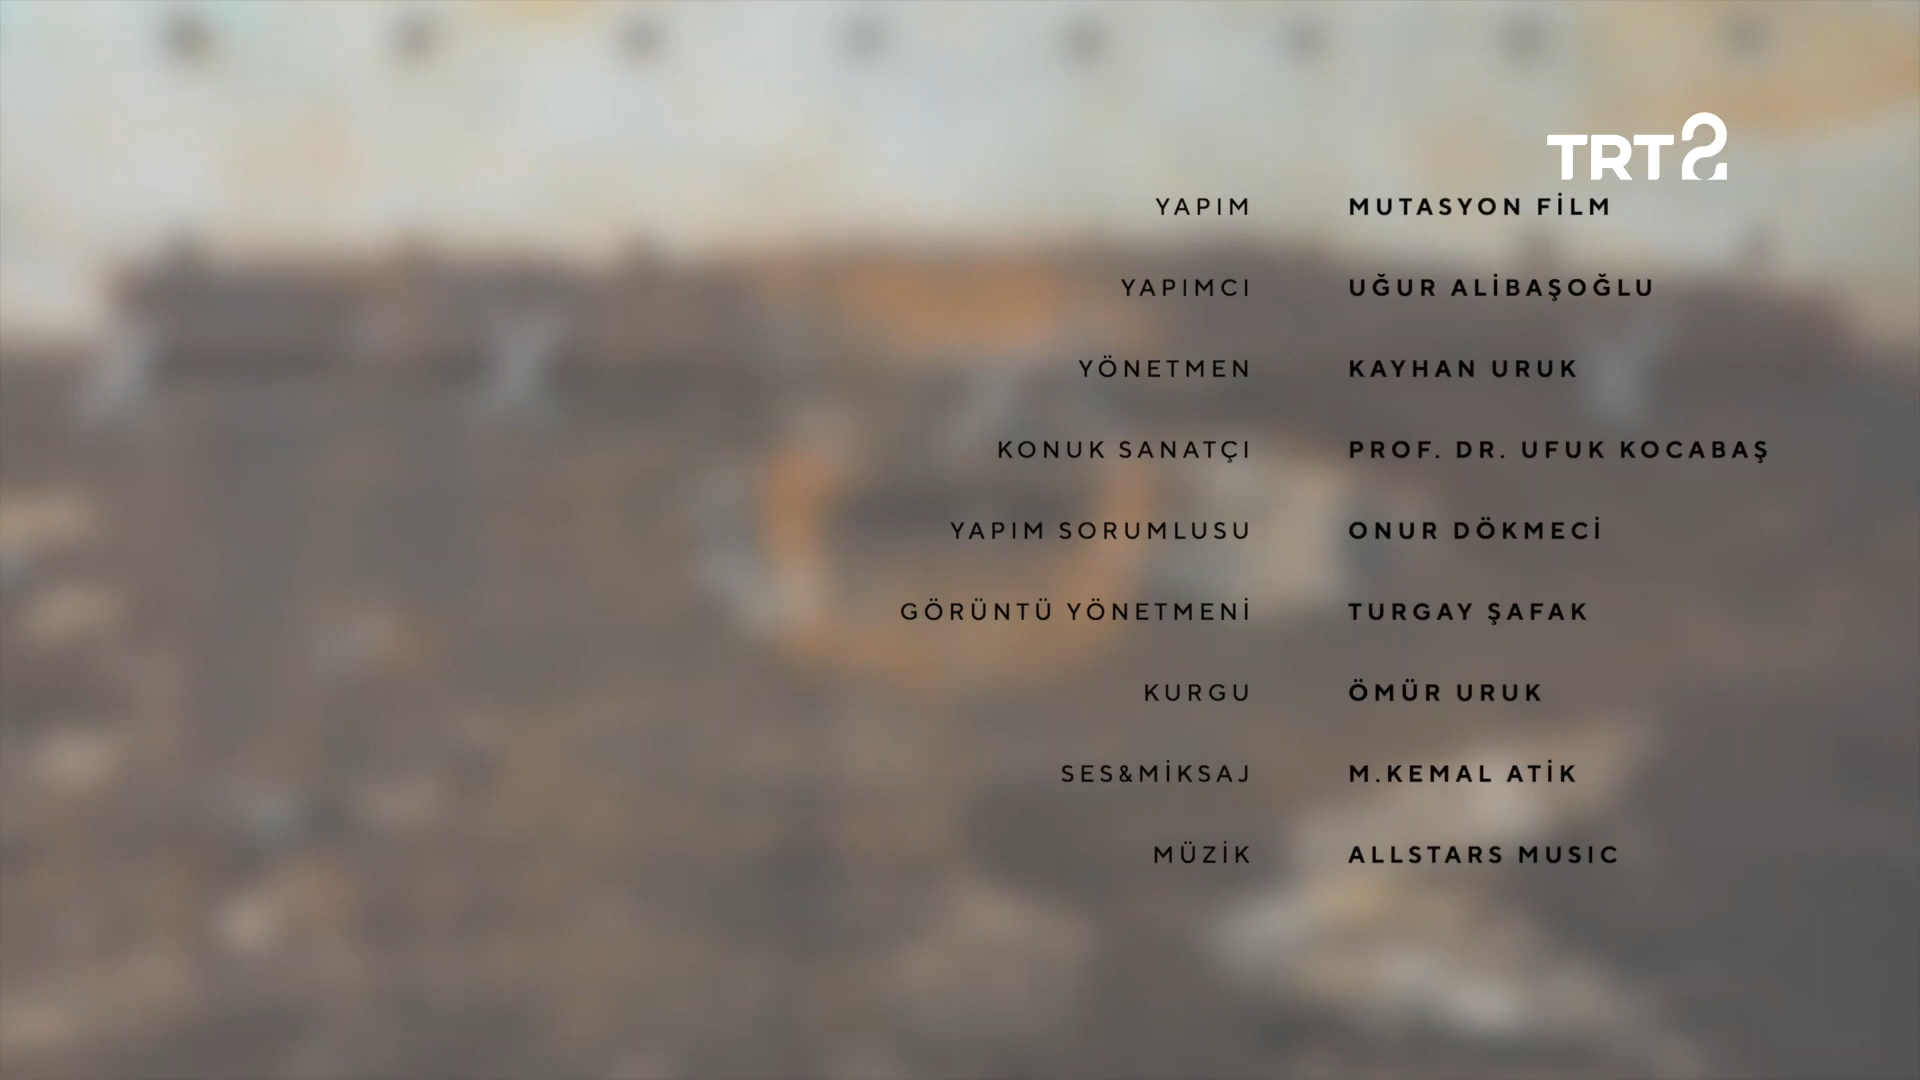 TRT2
YAPIM MUTASYON FİLM
YAPIMCI UĞUR ALİBAŞOĞLU
YÖNETMEN KAYHAN URUK
KONUK SANATÇI PROF. DR. UFUK KOCABAŞ
YAPIM SORUMLUSU ONUR DÖKMECİ
GÖRÜNTÜ YÖNETMENİ TURGAY ŞAFAK
KURGU ÖMÜR URUK
SES&MİKSAJ M.KEMAL ATİK
MÜZİK ALLSTARS MUSIC